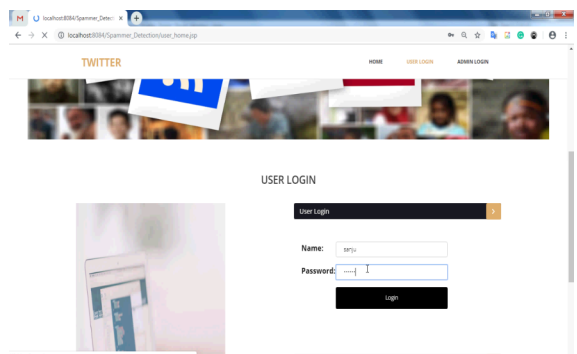 localhost:8084/Spammer_Detecti
localhost:8084/Spammer_Detection/user_home.jsp
TWITTER
HOME USER LOGIN ADMIN LOGIN
USER LOGIN
User Login
Name: sanju
Password: ······
Login